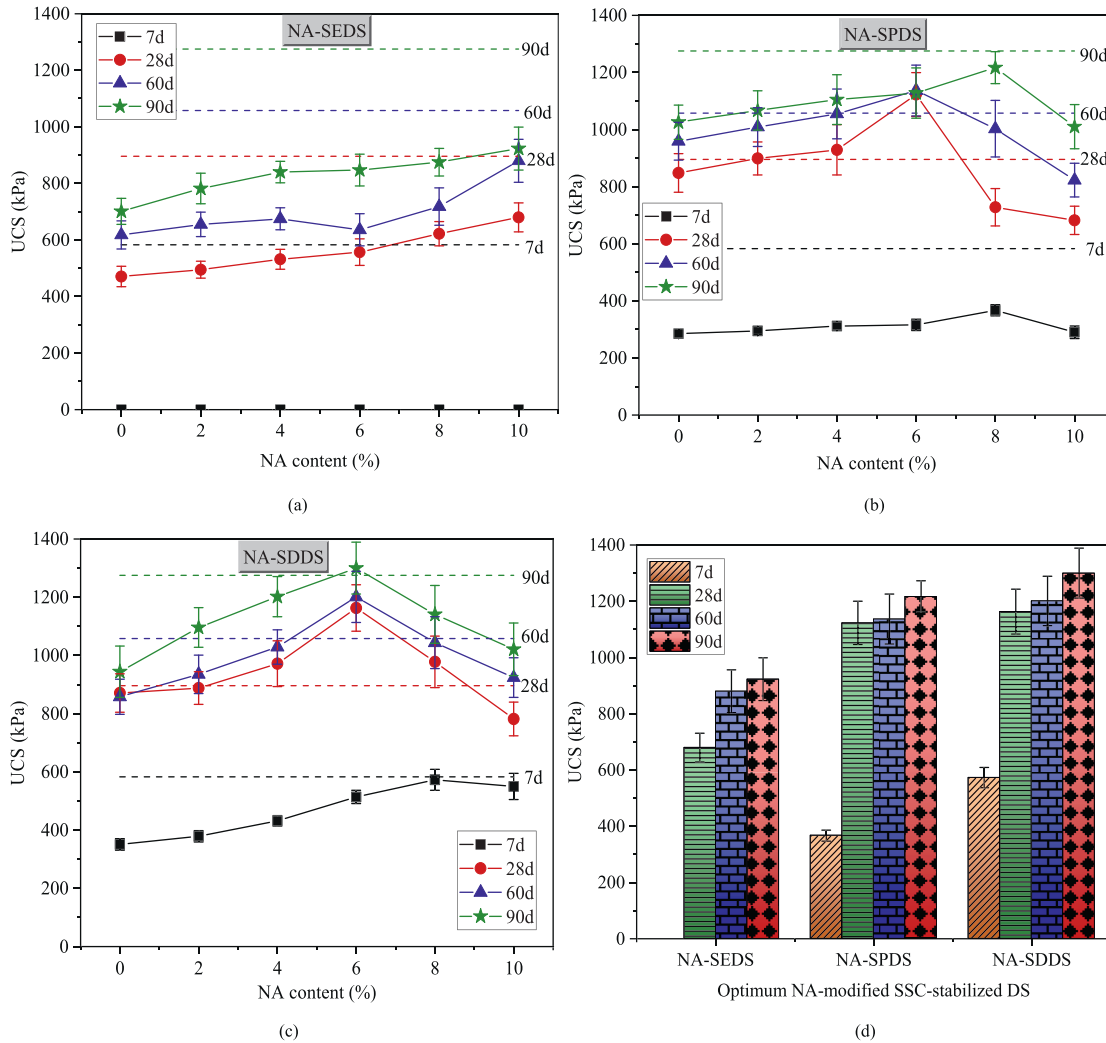 NA-SEDS
7d
28d
60d
90d
90d
60d
28d
7d
1400
1200
1000
800
600
400
200
0
UCS (kPa)
0 2 4 6 8 10
NA content (%)
(a)
NA-SPDS
90d
60d
28d
7d
7d
28d
60d
90d
1400
1200
1000
800
600
400
200
0
UCS (kPa)
0 2 4 6 8 10
NA content (%)
(b)
NA-SDDS
90d
60d
28d
7d
7d
28d
60d
90d
1400
1200
1000
800
600
400
200
0
UCS (kPa)
0 2 4 6 8 10
NA content (%)
(c)
7d
28d
60d
90d
1400
1200
1000
800
600
400
200
0
UCS (kPa)
NA-SEDS NA-SPDS NA-SDDS
Optimum NA-modified SSC-stabilized DS
(d)